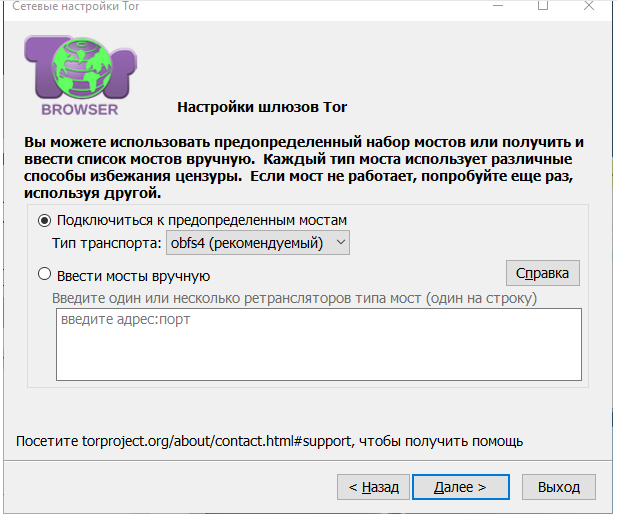 Сетевые настройки Tor
Tor
BROWSER
Настройки шлюзов Tor
Вы можете использовать предопределенный набор мостов или получить и
ввести список мостов вручную. Каждый тип моста использует различные
способы избежания цензуры. Если мост не работает, попробуйте еще раз,
используя другой.
Подключиться к предопределенным мостам
Тип транспорта: obfs4 (рекомендуемый)
Ввести мосты вручную
Справка
Введите один или несколько ретрансляторов типа мост (один на строку)
введите адрес:порт
Посетите torproject.org/about/contact.html#support, чтобы получить помощь
< Назад Далее > Выход